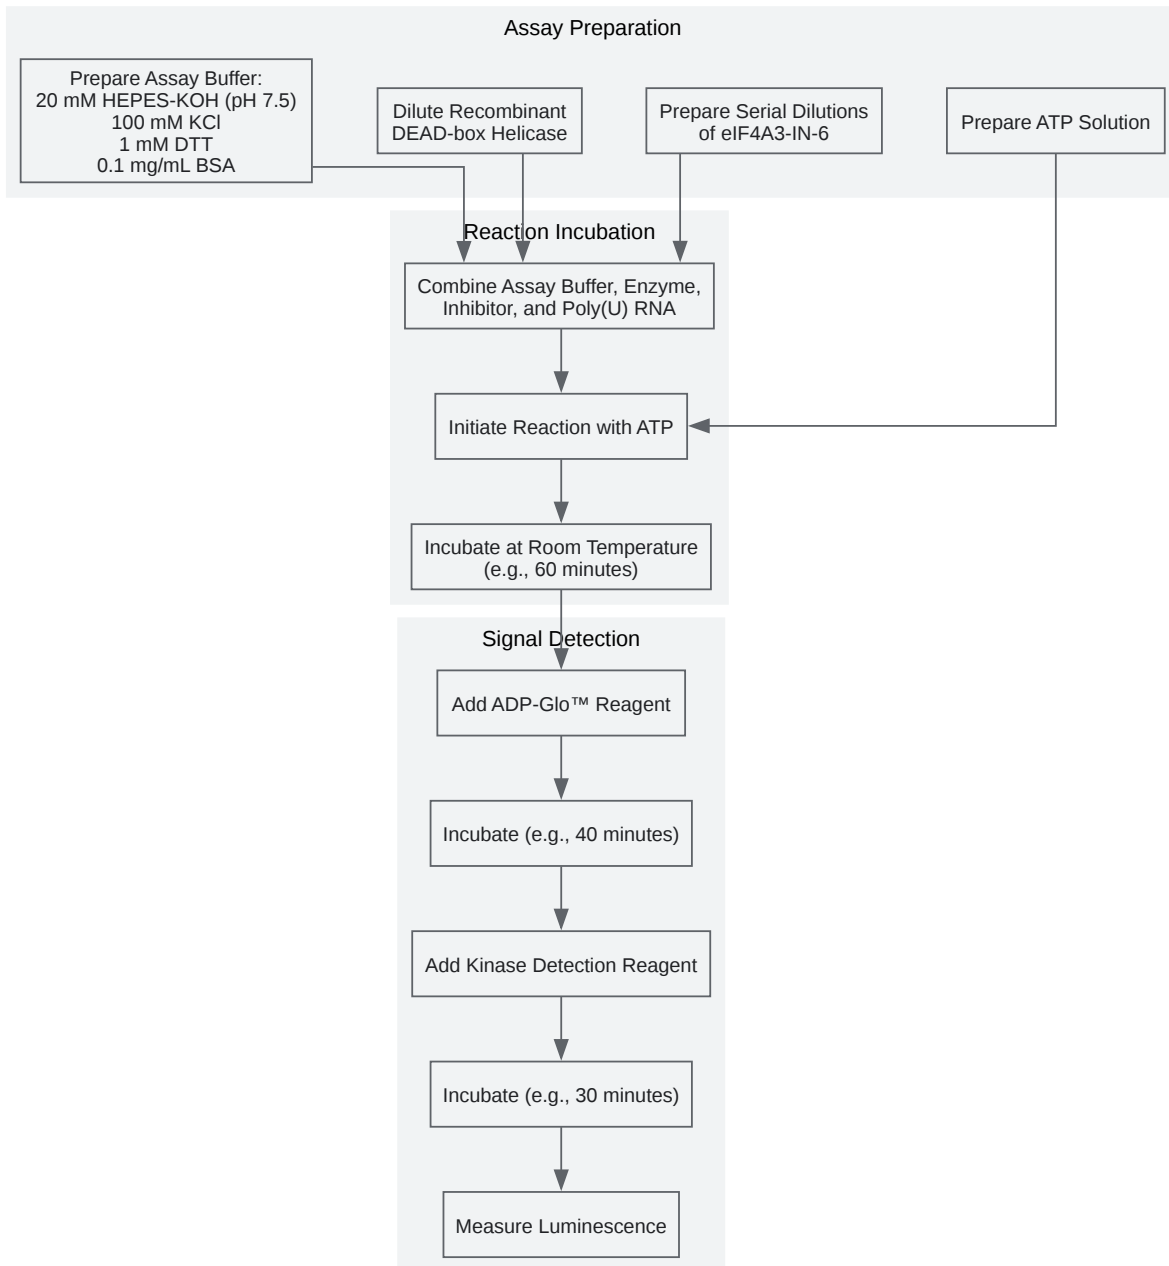 Assay Preparation
Prepare Assay Buffer:
20 mM HEPES-KOH (pH 7.5)
100 mM KCl
1 mM DTT
0.1 mg/mL BSA
Dilute Recombinant
DEAD-box Helicase
Prepare Serial Dilutions
of eIF4A3-IN-6
Prepare ATP Solution
Reaction Incubation
Combine Assay Buffer, Enzyme,
Inhibitor, and Poly(U) RNA
Initiate Reaction with ATP
Incubate at Room Temperature
(e.g., 60 minutes)
Signal Detection
Add ADP-Glo™ Reagent
Incubate (e.g., 40 minutes)
Add Kinase Detection Reagent
Incubate (e.g., 30 minutes)
Measure Luminescence